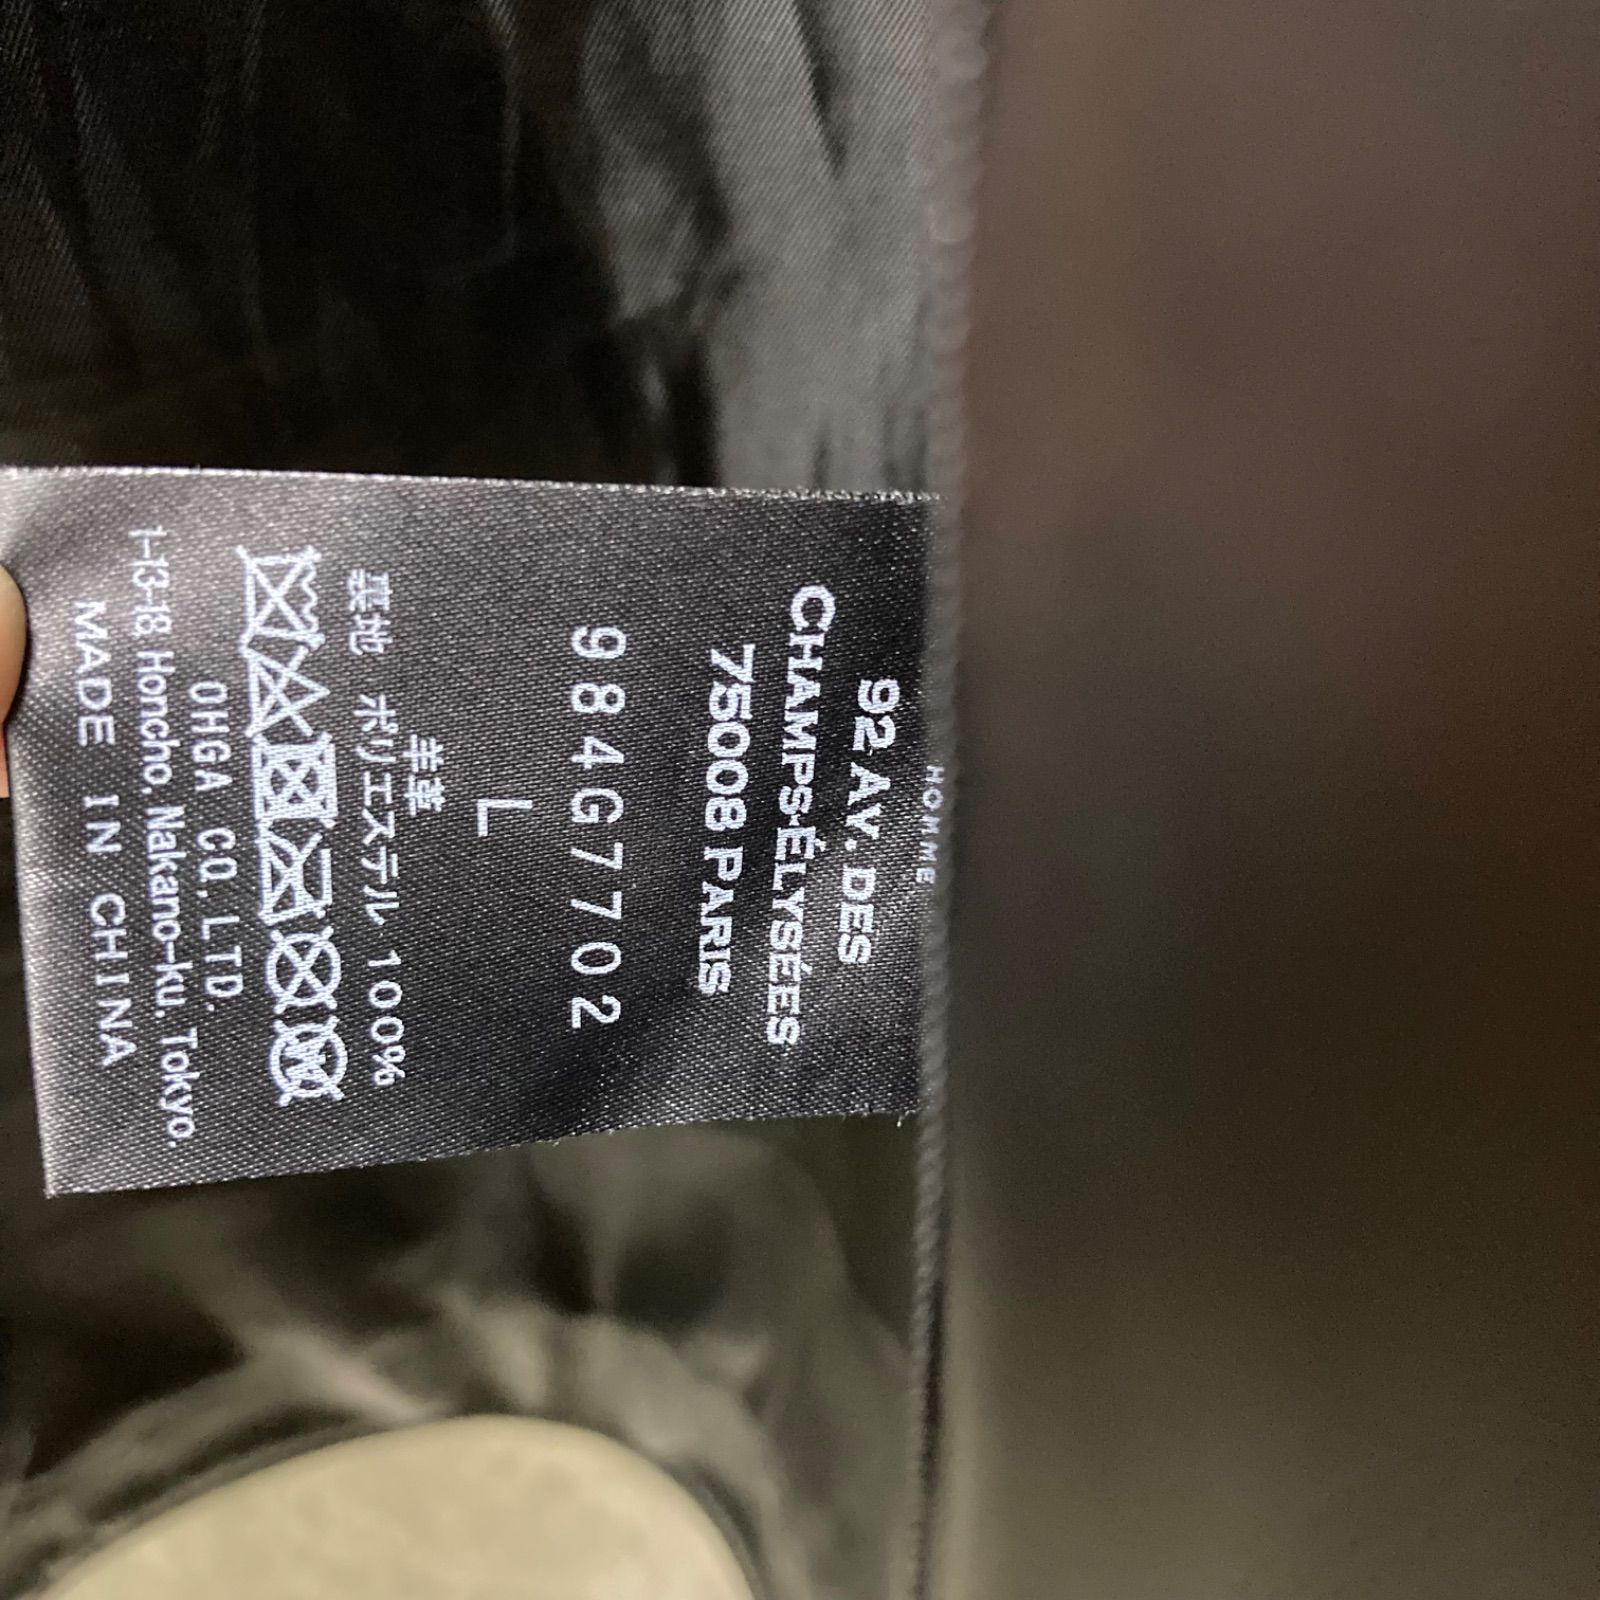 HOMME
92 AV. DES
CHAMPS-ÉLYSÉES
75008 PARIS
984G7702
L
羊革
裏地 ポリエステル 100%
OHGA CO., LTD.
1-13-18, Honcho, Nakano-ku, Tokyo.
MADE IN CHINA